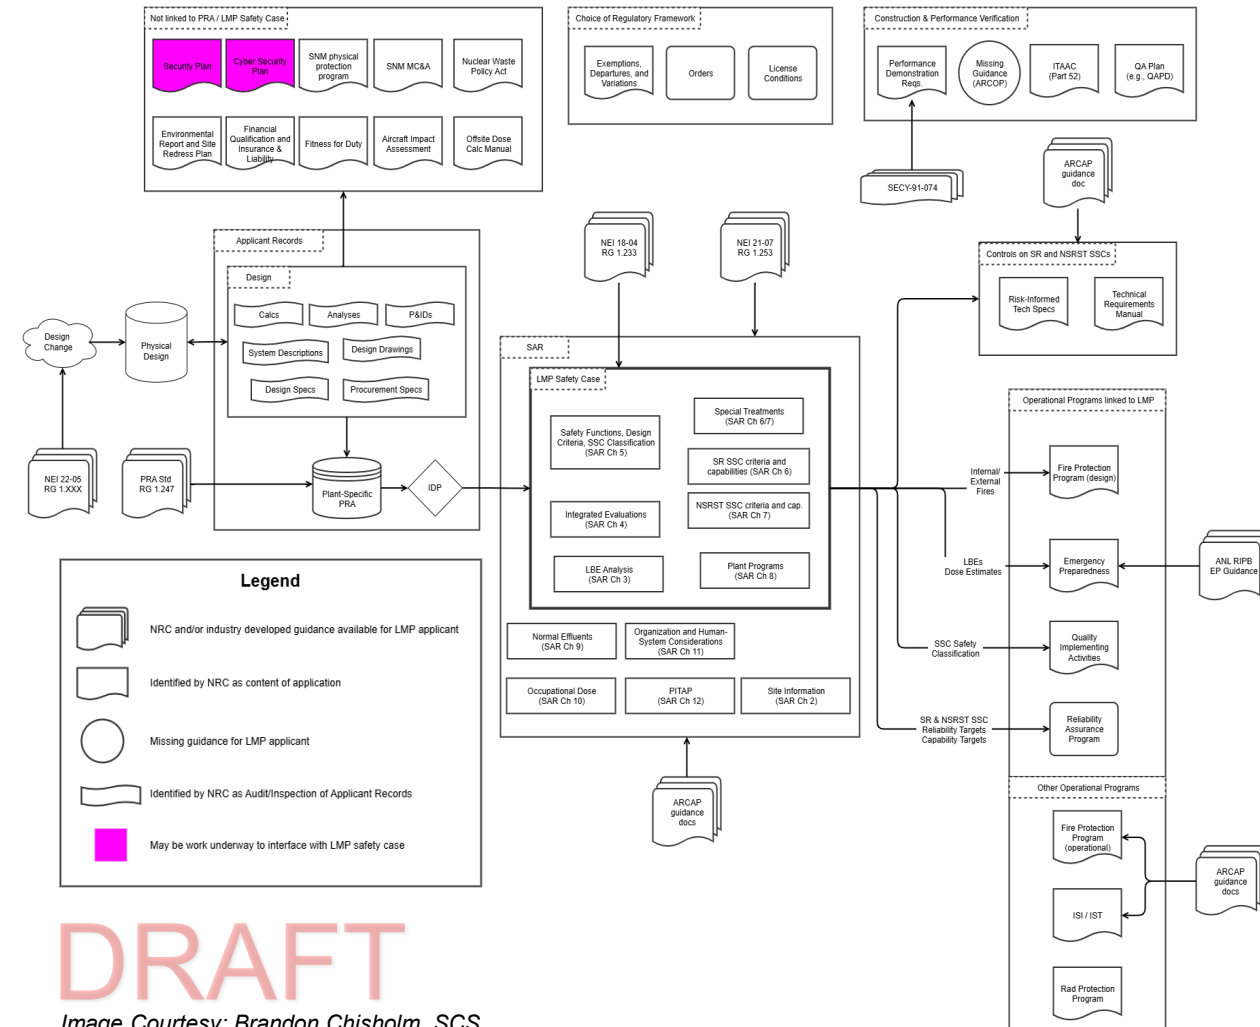 Not linked to PRA / LMP Safety Case
Security Plan
Cyber Security
Plan
SNM physical
protection
program
SNM MC&A
Nuclear Waste
Policy Act
Environmental
Report and Site
Redress Plan
Financial
Qualification and
Insurance &
Liability
Fitness for Duty
Aircraft Impact
Assessment
Offsite Dose
Calc Manual
Choice of Regulatory Framework
Exemptions,
Departures, and
Variations
Orders
License
Conditions
Construction & Performance Verification
Performance
Demonstration
Reqs.
Missing
Guidance
(ARCOP)
ITAAC
(Part 52)
QA Plan
(e.g., QAPD)
SECY-91-074
ARCAP
guidance
doc
Applicant Records
Design
Calcs
Analyses
P&IDs
System Descriptions
Design Drawings
Design Specs
Procurement Specs
Design
Change
Physical
Design
NEI 22-05
RG 1.XXX
PRA Std
RG 1.247
Plant-Specific
PRA
IDP
NEI 18-04
RG 1.233
NEI 21-07
RG 1.253
SAR
LMP Safety Case
Safety Functions, Design
Criteria, SSC Classification
(SAR Ch 5)
Special Treatments
(SAR Ch 6/7)
SR SSC criteria and
capabilities (SAR Ch 6)
NSRST SSC criteria and cap.
(SAR Ch 7)
Integrated Evaluations
(SAR Ch 4)
LBE Analysis
(SAR Ch 3)
Plant Programs
(SAR Ch 8)
Normal Effluents
(SAR Ch 9)
Organization and Human-
System Considerations
(SAR Ch 11)
Occupational Dose
(SAR Ch 10)
PITAP
(SAR Ch 12)
Site Information
(SAR Ch 2)
ARCAP
guidance
docs
Controls on SR and NSRST SSCs
Risk-Informed
Tech Specs
Technical
Requirements
Manual
Operational Programs linked to LMP
Internal/
External
Fires
Fire Protection
Program (design)
LBEs
Dose Estimates
Emergency
Preparedness
ANL RIPB
EP Guidance
SSC Safety
Classification
Quality
Implementing
Activities
SR & NSRST SSC
Reliability Targets
Capability Targets
Reliability
Assurance
Program
Other Operational Programs
Fire Protection
Program
(operational)
ISI / IST
Rad Protection
Program
ARCAP
guidance
docs
Legend
NRC and/or industry developed guidance available for LMP applicant
Identified by NRC as content of application
Missing guidance for LMP applicant
Identified by NRC as Audit/Inspection of Applicant Records
May be work underway to interface with LMP safety case
DRAFT
Image Courtesy: Brandon Chisholm, SCS